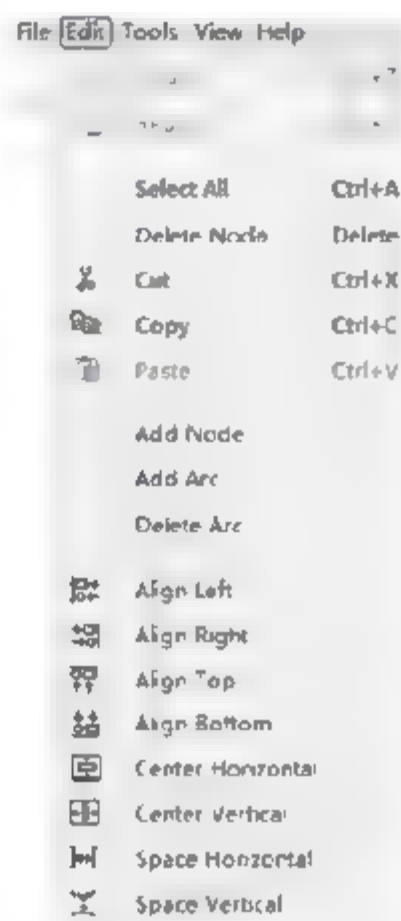 File Edit Tools View Help
Select All Ctrl+A
Delete Node Delete
Cut Ctrl+X
Copy Ctrl+C
Paste Ctrl+V
Add Node
Add Arc
Delete Arc
Align Left
Align Right
Align Top
Align Bottom
Center Horizontal
Center Vertical
Space Horizontal
Space Vertical